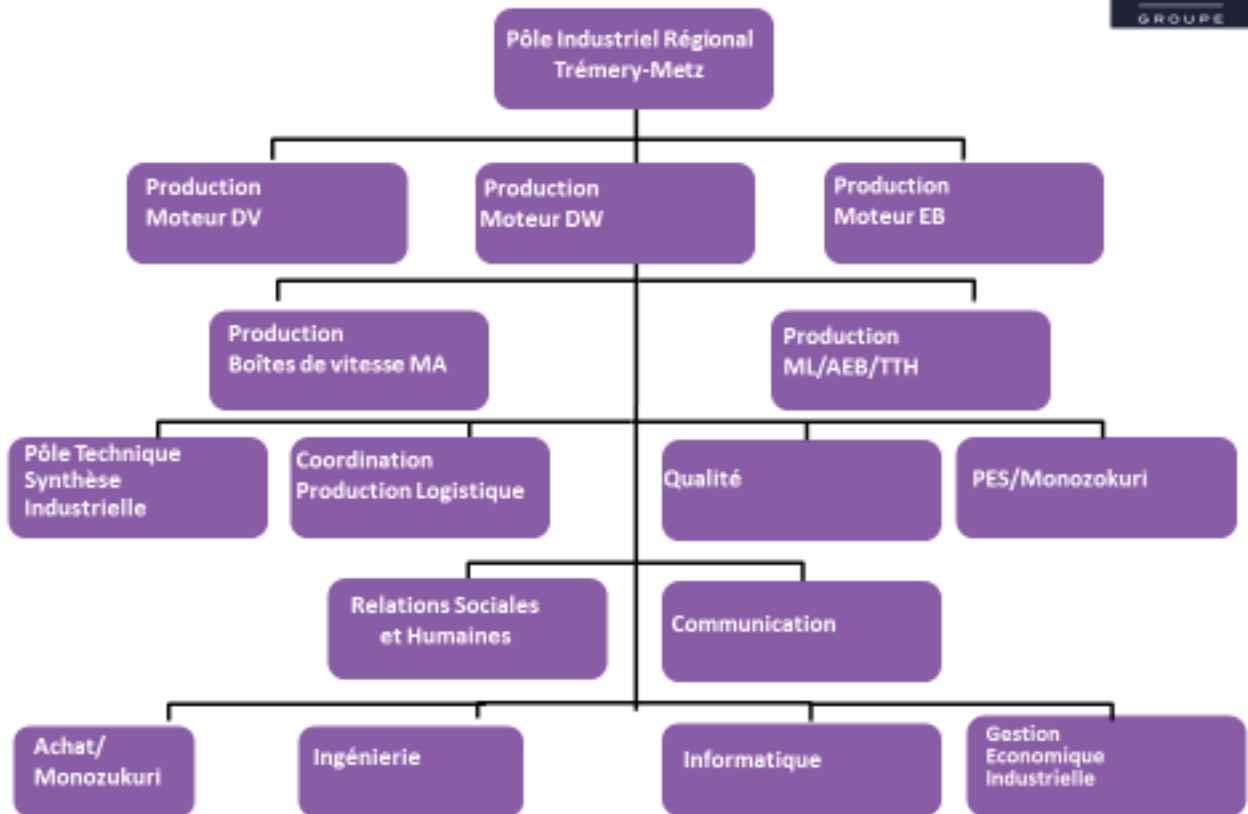 GROUPE
Pôle Industriel Régional
Trémery-Metz
Production
Moteur DV
Production
Moteur DW
Production
Moteur EB
Production
Boîtes de vitesse MA
Production
ML/AEB/TTH
Pôle Technique
Synthèse
Industrielle
Coordination
Production Logistique
Qualité
PES/Monozokuri
Relations Sociales
et Humaines
Communication
Achat/
Monozukuri
Ingénierie
Informatique
Gestion
Economique
Industrielle